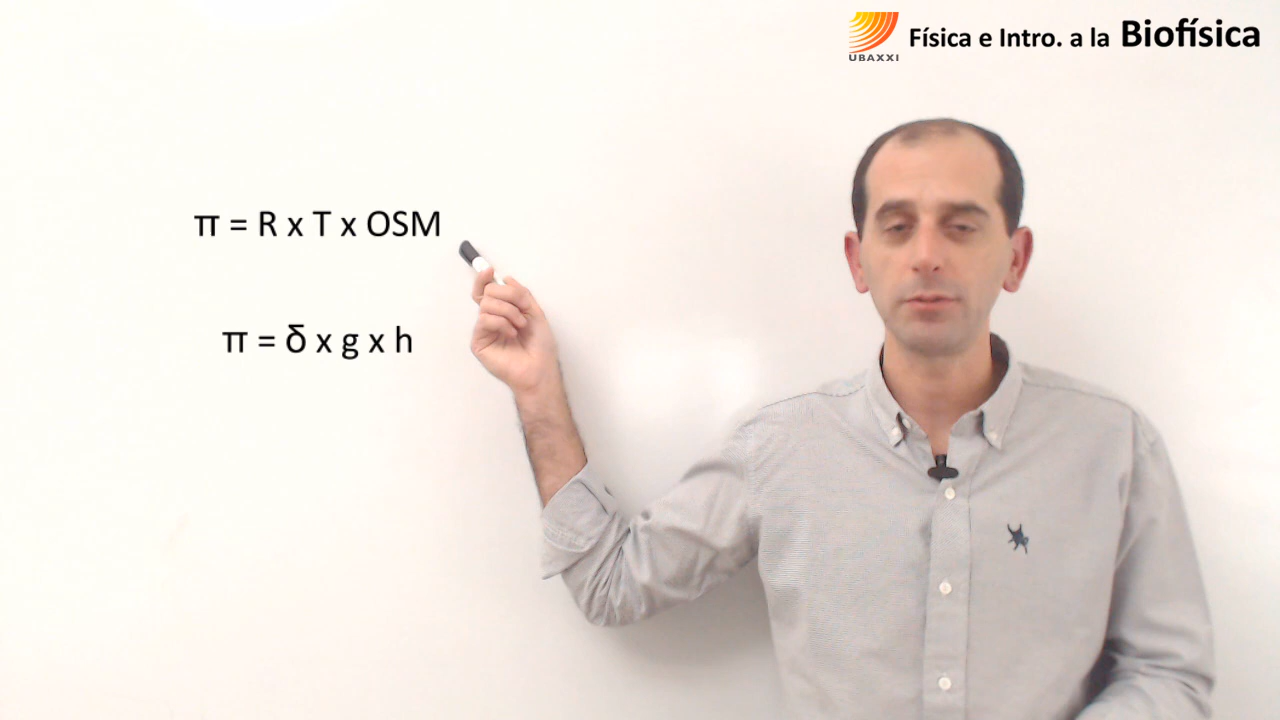 UBAXXI
Física e Intro. a la Biofísica
π = R x T x OSM
π = δ x g x h